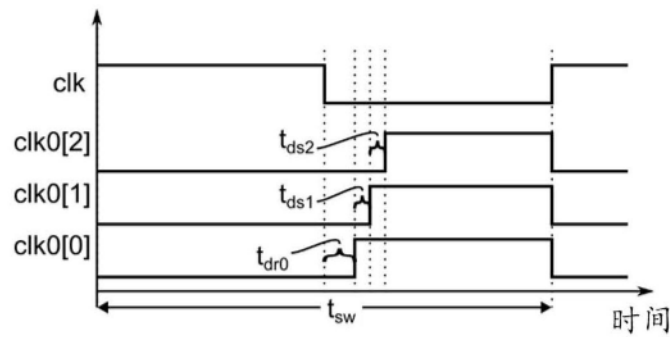 clk
clk0[2]
t_ds2
clk0[1]
t_ds1
clk0[0]
t_dr0
t_sw
时间